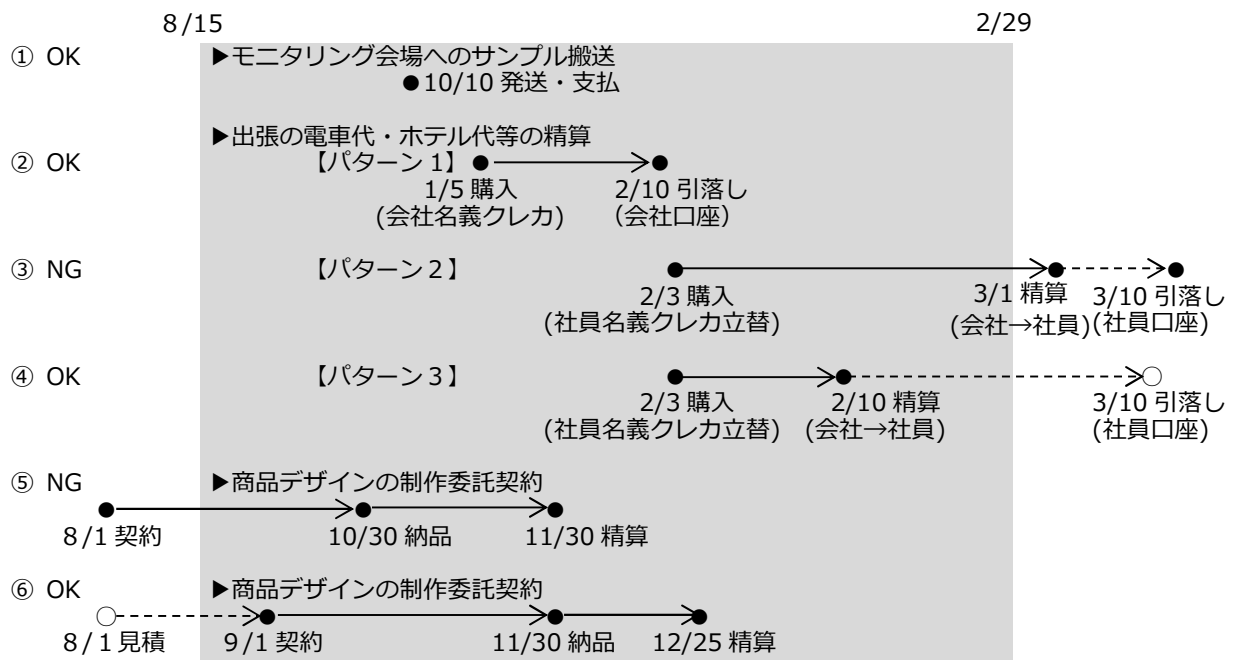 8/15 2/29
① OK ▶モニタリング会場へのサンプル搬送
●10/10 発送・支払
▶出張の電車代・ホテル代等の精算
② OK 【パターン1】
1/5 購入 2/10 引落し
(会社名義クレカ) (会社口座)
③ NG 【パターン2】
2/3 購入 3/1 精算 3/10 引落し
(社員名義クレカ立替) (会社→社員)(社員口座)
④ OK 【パターン3】
2/3 購入 2/10 精算 3/10 引落し
(社員名義クレカ立替) (会社→社員) (社員口座)
⑤ NG ▶商品デザインの制作委託契約
8/1 契約 10/30 納品 11/30 精算
⑥ OK ▶商品デザインの制作委託契約
8/1 見積 9/1 契約 11/30 納品 12/25 精算